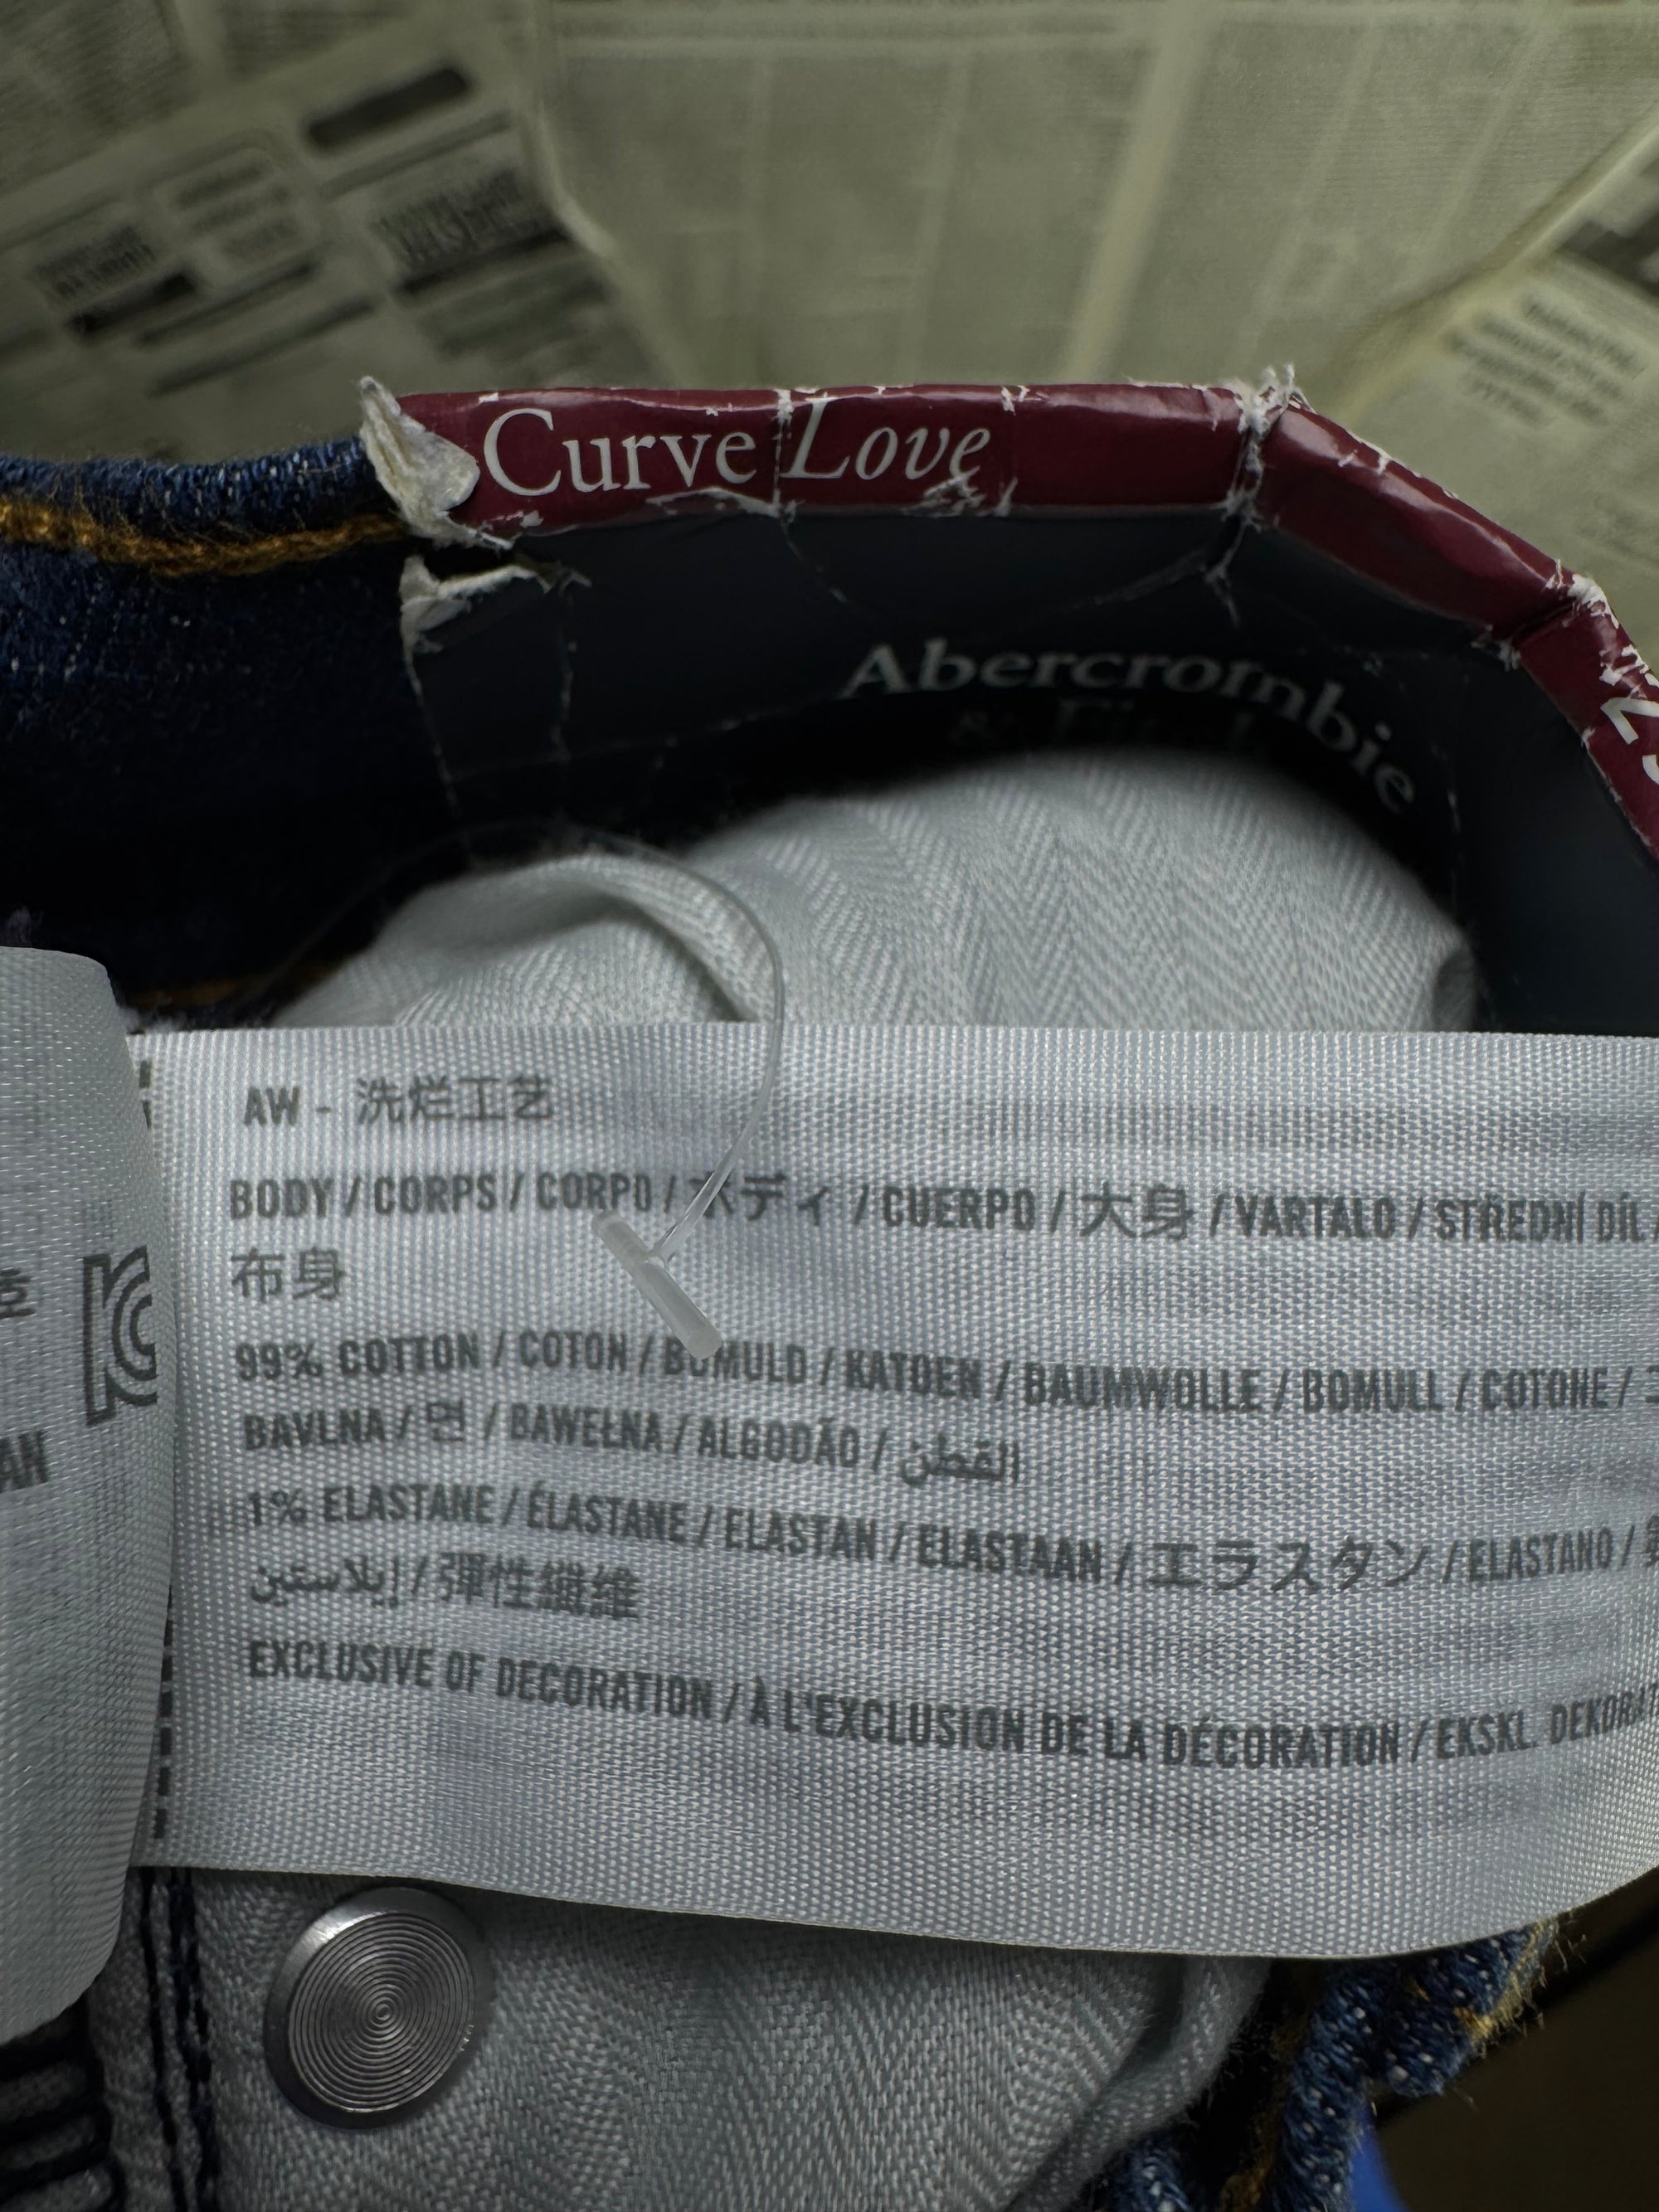 Curve Love
Abercrombie
AW - 洗烂工艺
BODY / CORPS / CORPO / ボディ / CUERPO / 大身 / VARTALO / STŘEDNÍ DÍL
布身
99% COTTON / COTON / BOMULD / KATOEN / BAUMWOLLE / BOMULL / COTONE /
BAVLNA / 면 / BAWEŁNA / ALGODÃO / القطن
1% ELASTANE / ÉLASTANE / ELASTAN / ELASTAAN / エラスタン / ELASTANO /
إيلاستين / 彈性纖維
EXCLUSIVE OF DECORATION / À L'EXCLUSION DE LA DÉCORATION / EKSKL.